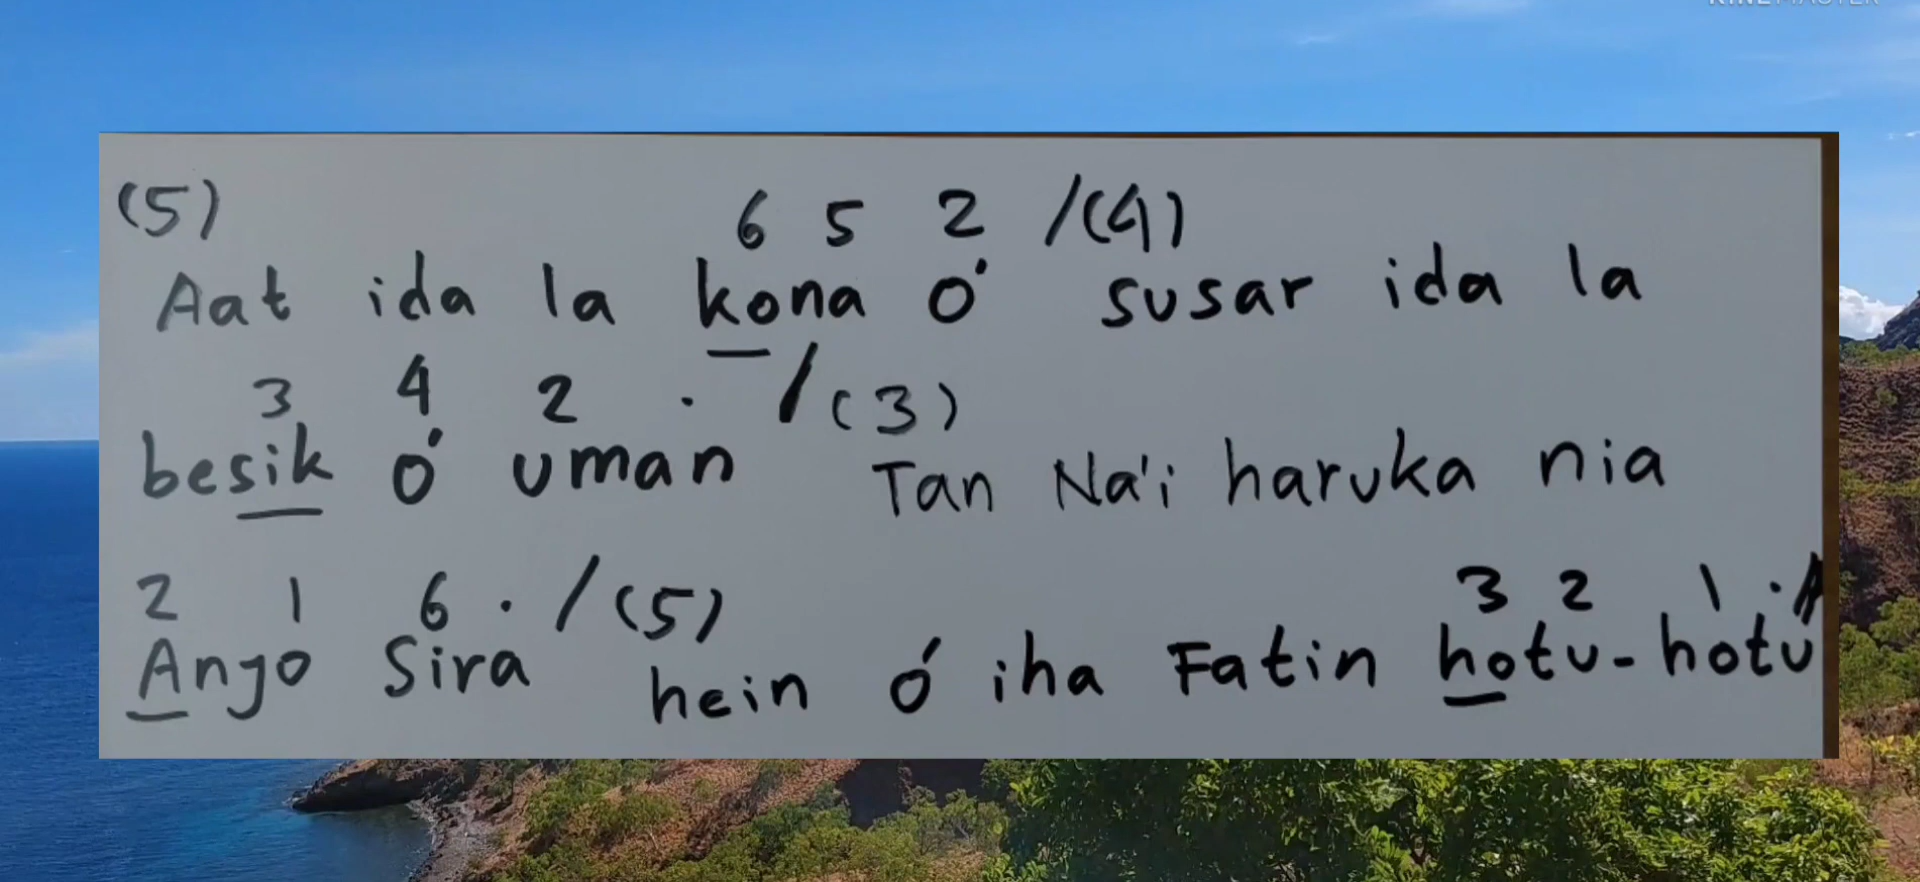 KINEMASTER
(5) 6 5 2 /(4)
Aat ida la kona ó susar ida la
3 4 2 . /(3)
besik ó uman Tan Na'i haruka nia
2 1 6 . /(5) 3 2 1 . /
Anjo Sira hein ó iha Fatin hotu-hotu